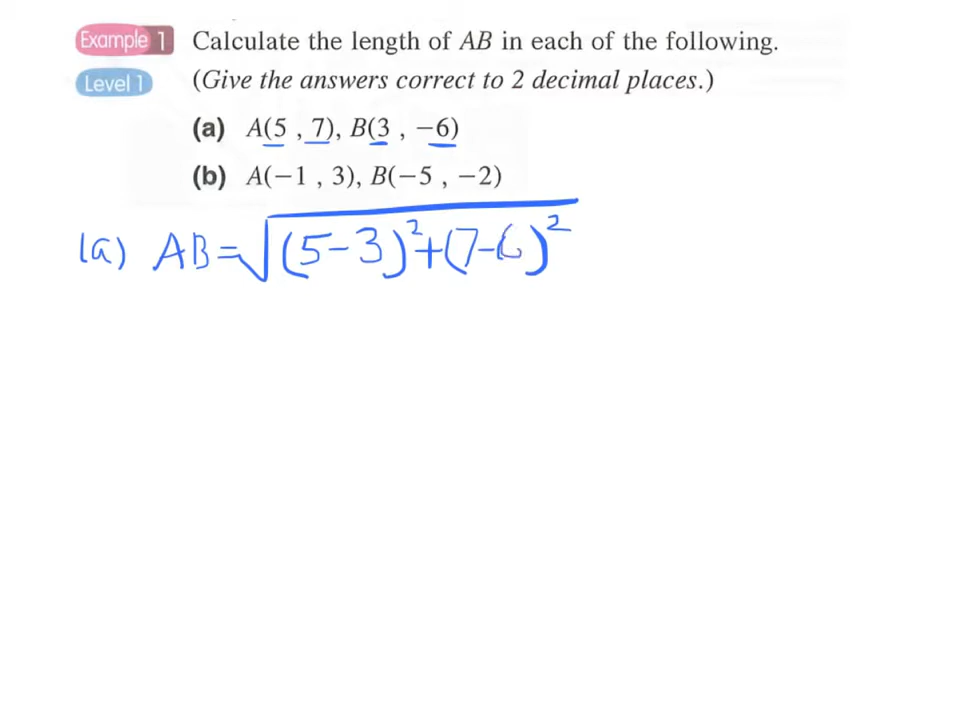 Example 1 Calculate the length of AB in each of the following.
Level 1 (Give the answers correct to 2 decimal places.)
(a) A(5 , 7), B(3 , −6)
(b) A(−1 , 3), B(−5 , −2)
(a) AB=√(5−3)²+(7−6)²